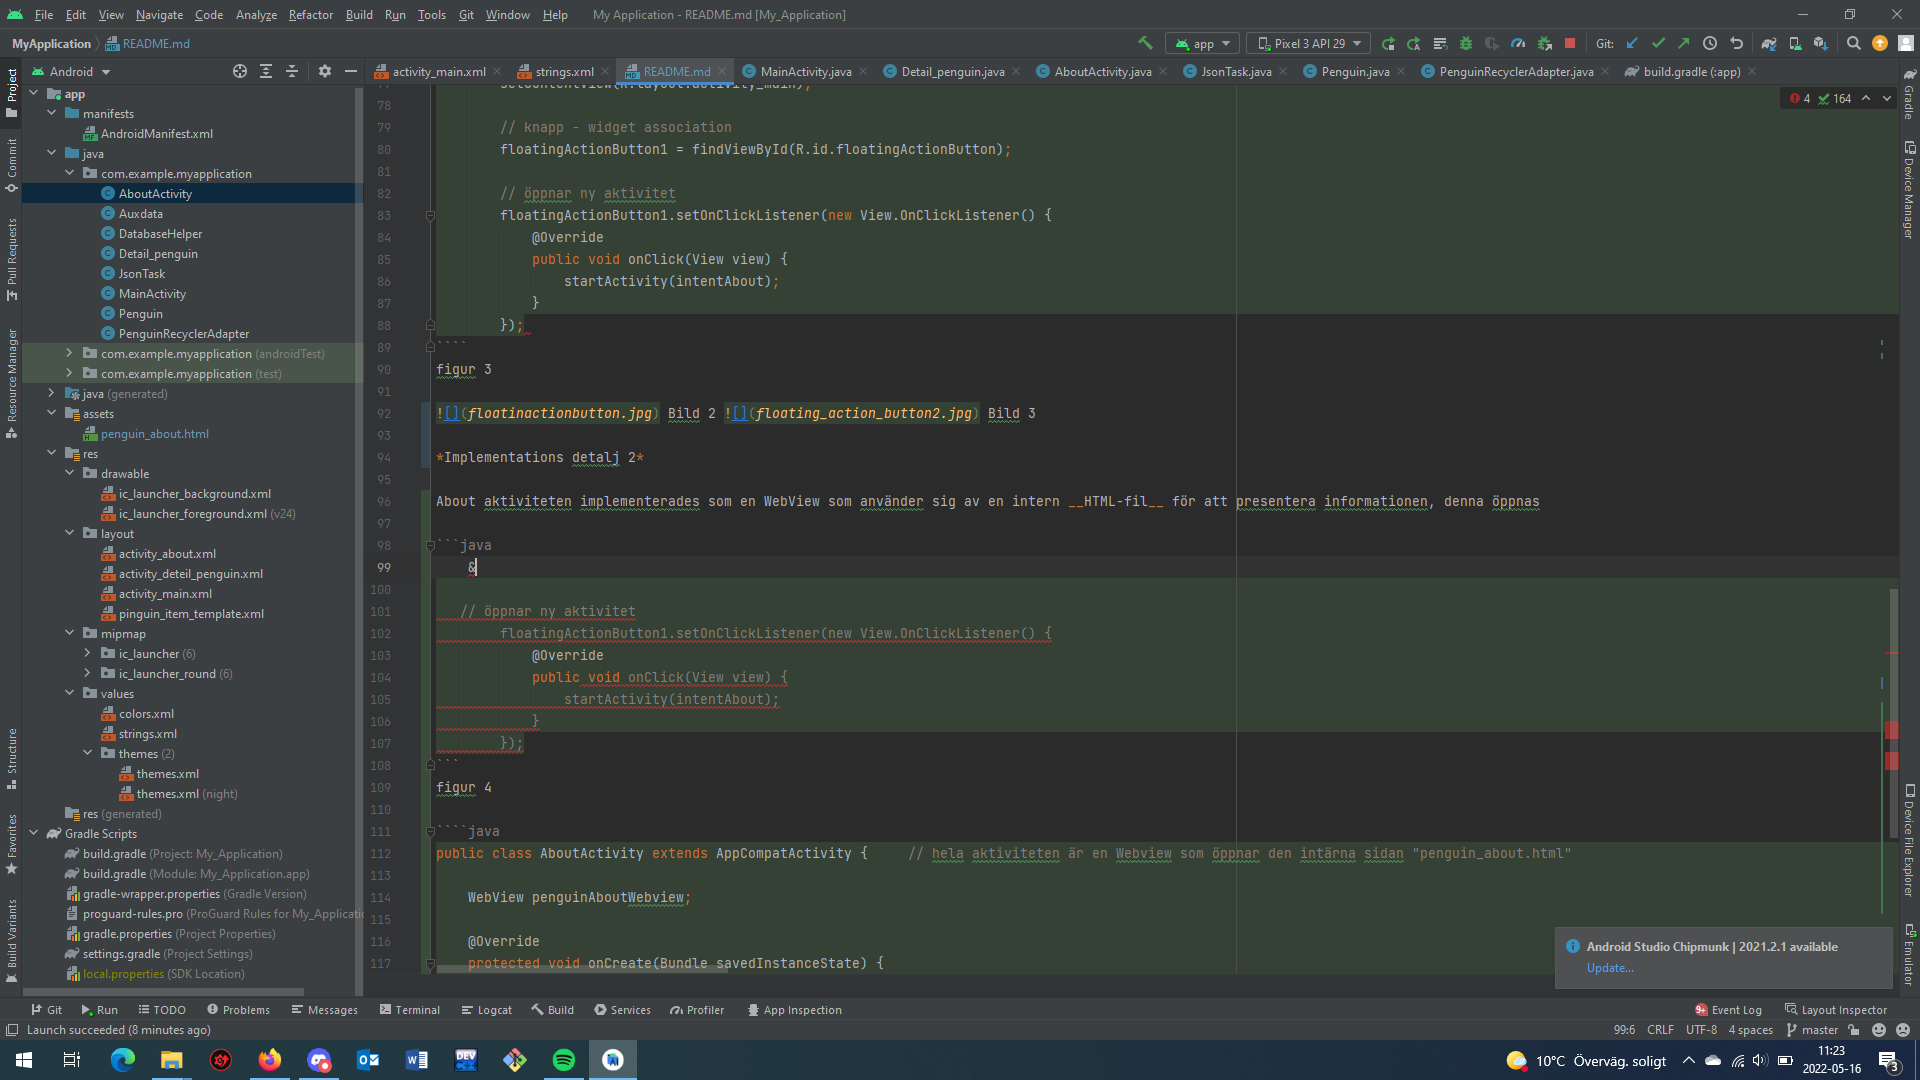 File Edit View Navigate Code Analyze Refactor Build Run Tools Git Window Help My Application - README.md [My_Application]
MyApplication README.md app Pixel 3 API 29 Git:
Android
activity_main.xml strings.xml README.md MainActivity.java Detail_penguin.java AboutActivity.java JsonTask.java Penguin.java PenguinRecyclerAdapter.java build.gradle (:app)
Project
Commit
Pull Requests
Resource Manager
Structure
Favorites
Build Variants
app
manifests
AndroidManifest.xml
java
com.example.myapplication
AboutActivity
Auxdata
DatabaseHelper
Detail_penguin
JsonTask
MainActivity
Penguin
PenguinRecyclerAdapter
com.example.myapplication (androidTest)
com.example.myapplication (test)
java (generated)
assets
penguin_about.html
res
drawable
ic_launcher_background.xml
ic_launcher_foreground.xml (v24)
layout
activity_about.xml
activity_deteil_penguin.xml
activity_main.xml
pinguin_item_template.xml
mipmap
ic_launcher (6)
ic_launcher_round (6)
values
colors.xml
strings.xml
themes (2)
themes.xml
themes.xml (night)
res (generated)
Gradle Scripts
build.gradle (Project: My_Application)
build.gradle (Module: My_Application.app)
gradle-wrapper.properties (Gradle Version)
proguard-rules.pro (ProGuard Rules for My_Applicatio
gradle.properties (Project Properties)
settings.gradle (Project Settings)
local.properties (SDK Location)
77 setContentView(R.layout.activity_main);
78
79 // knapp - widget association
80 floatingActionButton1 = findViewById(R.id.floatingActionButton);
81
82 // öppnar ny aktivitet
83 floatingActionButton1.setOnClickListener(new View.OnClickListener() {
84 @Override
85 public void onClick(View view) {
86 startActivity(intentAbout);
87 }
88 });
89 ````
90 figur 3
91
92 ![](floatinactionbutton.jpg) Bild 2 ![](floating_action_button2.jpg) Bild 3
93
94 *Implementations detalj 2*
95
96 About aktiviteten implementerades som en WebView som använder sig av en intern __HTML-fil__ för att presentera informationen, denna öppnas
97
98 ```java
99 &
100
101 // öppnar ny aktivitet
102 floatingActionButton1.setOnClickListener(new View.OnClickListener() {
103 @Override
104 public void onClick(View view) {
105 startActivity(intentAbout);
106 }
107 });
108 ```
109 figur 4
110
111 ````java
112 public class AboutActivity extends AppCompatActivity { // hela aktiviteten är en Webview som öppnar den intärna sidan "penguin_about.html"
113
114 WebView penguinAboutWebview;
115
116 @Override
117 protected void onCreate(Bundle savedInstanceState) {
4 164
Gradle
Device Manager
Device File Explorer
Emulator
Android Studio Chipmunk | 2021.2.1 available
Update...
Git Run TODO Problems Messages Terminal Logcat Build Services Profiler App Inspection 9+ Event Log Layout Inspector
Launch succeeded (8 minutes ago) 99:6 CRLF UTF-8 4 spaces master
10°C Överväg. soligt 11:23
2022-05-16 3